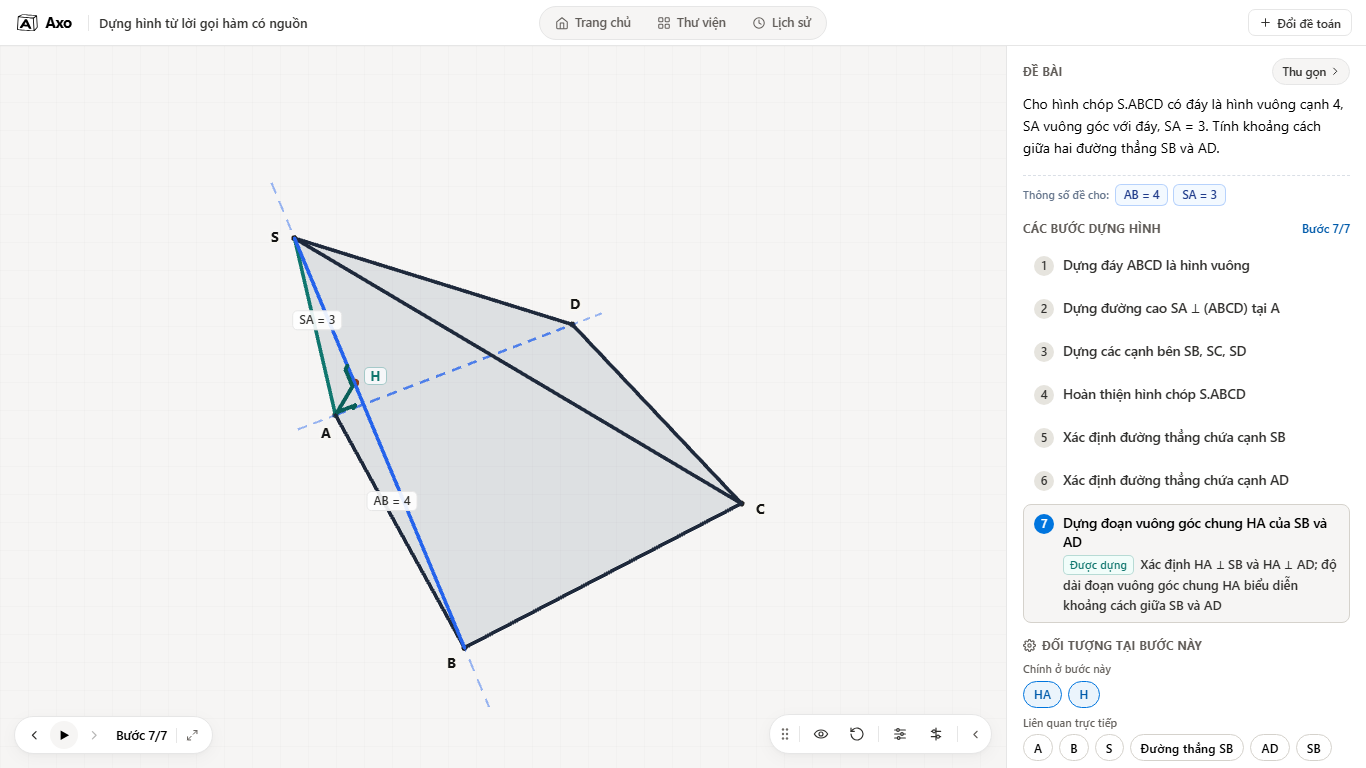 Axo
Dựng hình từ lời gọi hàm có nguồn
Trang chủ
Thư viện
Lịch sử
Đổi đề toán
S
D
SA = 3
H
A
AB = 4
C
B
Bước 7/7
ĐỀ BÀI
Thu gọn
Cho hình chóp S.ABCD có đáy là hình vuông cạnh 4,
SA vuông góc với đáy, SA = 3. Tính khoảng cách
giữa hai đường thẳng SB và AD.
Thông số đề cho:
AB = 4
SA = 3
CÁC BƯỚC DỰNG HÌNH
Bước 7/7
1 Dựng đáy ABCD là hình vuông
2 Dựng đường cao SA ⊥ (ABCD) tại A
3 Dựng các cạnh bên SB, SC, SD
4 Hoàn thiện hình chóp S.ABCD
5 Xác định đường thẳng chứa cạnh SB
6 Xác định đường thẳng chứa cạnh AD
7 Dựng đoạn vuông góc chung HA của SB và
AD
Được dựng Xác định HA ⊥ SB và HA ⊥ AD; độ
dài đoạn vuông góc chung HA biểu diễn
khoảng cách giữa SB và AD
ĐỐI TƯỢNG TẠI BƯỚC NÀY
Chính ở bước này
HA
H
Liên quan trực tiếp
A
B
S
Đường thẳng SB
AD
SB